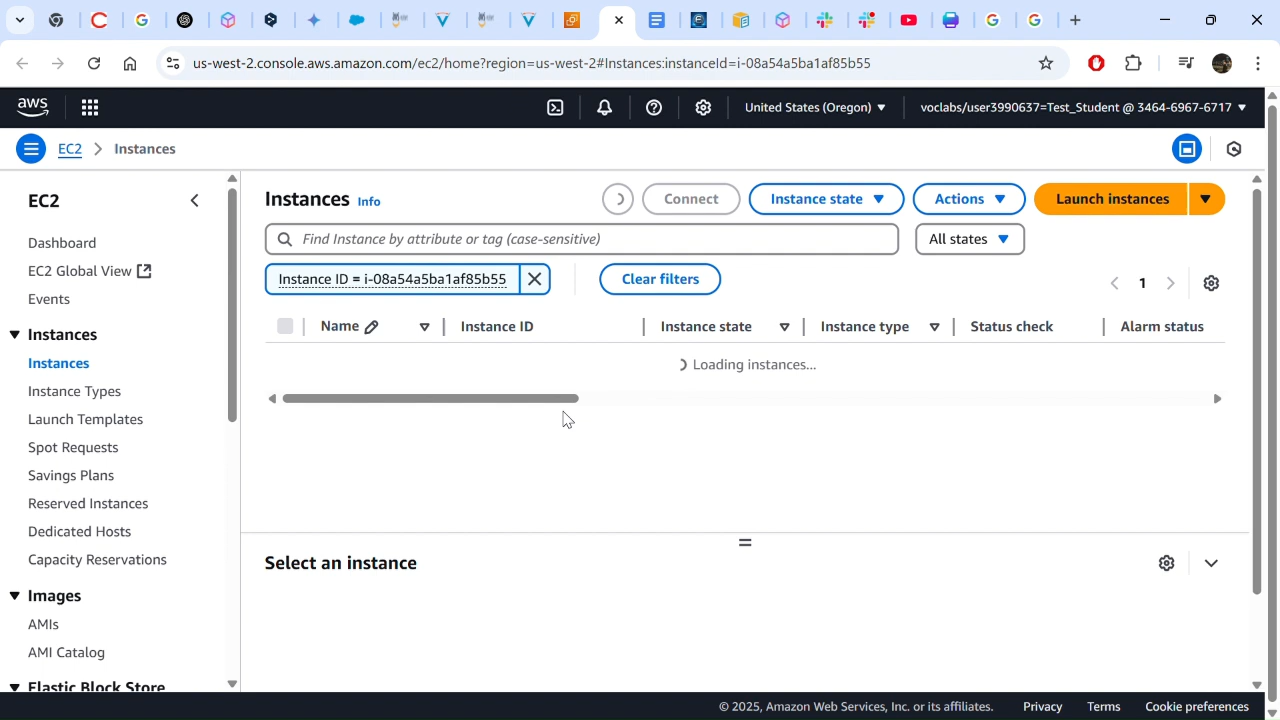 us-west-2.console.aws.amazon.com/ec2/home?region=us-west-2#Instances:instanceId=i-08a54a5ba1af85b55
aws
United States (Oregon)
voclabs/user3990637=Test_Student @ 3464-6967-6717
EC2
Instances
EC2
Dashboard
EC2 Global View
Events
Instances
Instances
Instance Types
Launch Templates
Spot Requests
Savings Plans
Reserved Instances
Dedicated Hosts
Capacity Reservations
Images
AMIs
AMI Catalog
Elastic Block Store
Instances Info
Connect
Instance state
Actions
Launch instances
Find Instance by attribute or tag (case-sensitive)
All states
Instance ID = i-08a54a5ba1af85b55
Clear filters
1
Name
Instance ID
Instance state
Instance type
Status check
Alarm status
Loading instances...
Select an instance
© 2025, Amazon Web Services, Inc. or its affiliates.
Privacy
Terms
Cookie preferences